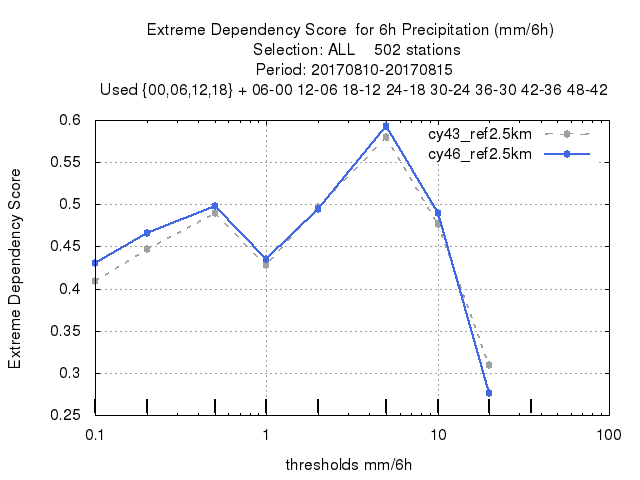 Extreme Dependency Score  for 6h Precipitation (mm/6h)
Selection: ALL    502 stations
Period: 20170810-20170815
Used {00,06,12,18} + 06-00 12-06 18-12 24-18 30-24 36-30 42-36 48-42
cy43_ref2.5km
cy46_ref2.5km
Extreme Dependency Score
0.6
0.55
0.5
0.45
0.4
0.35
0.3
0.25
0.1 1 10 100
thresholds mm/6h